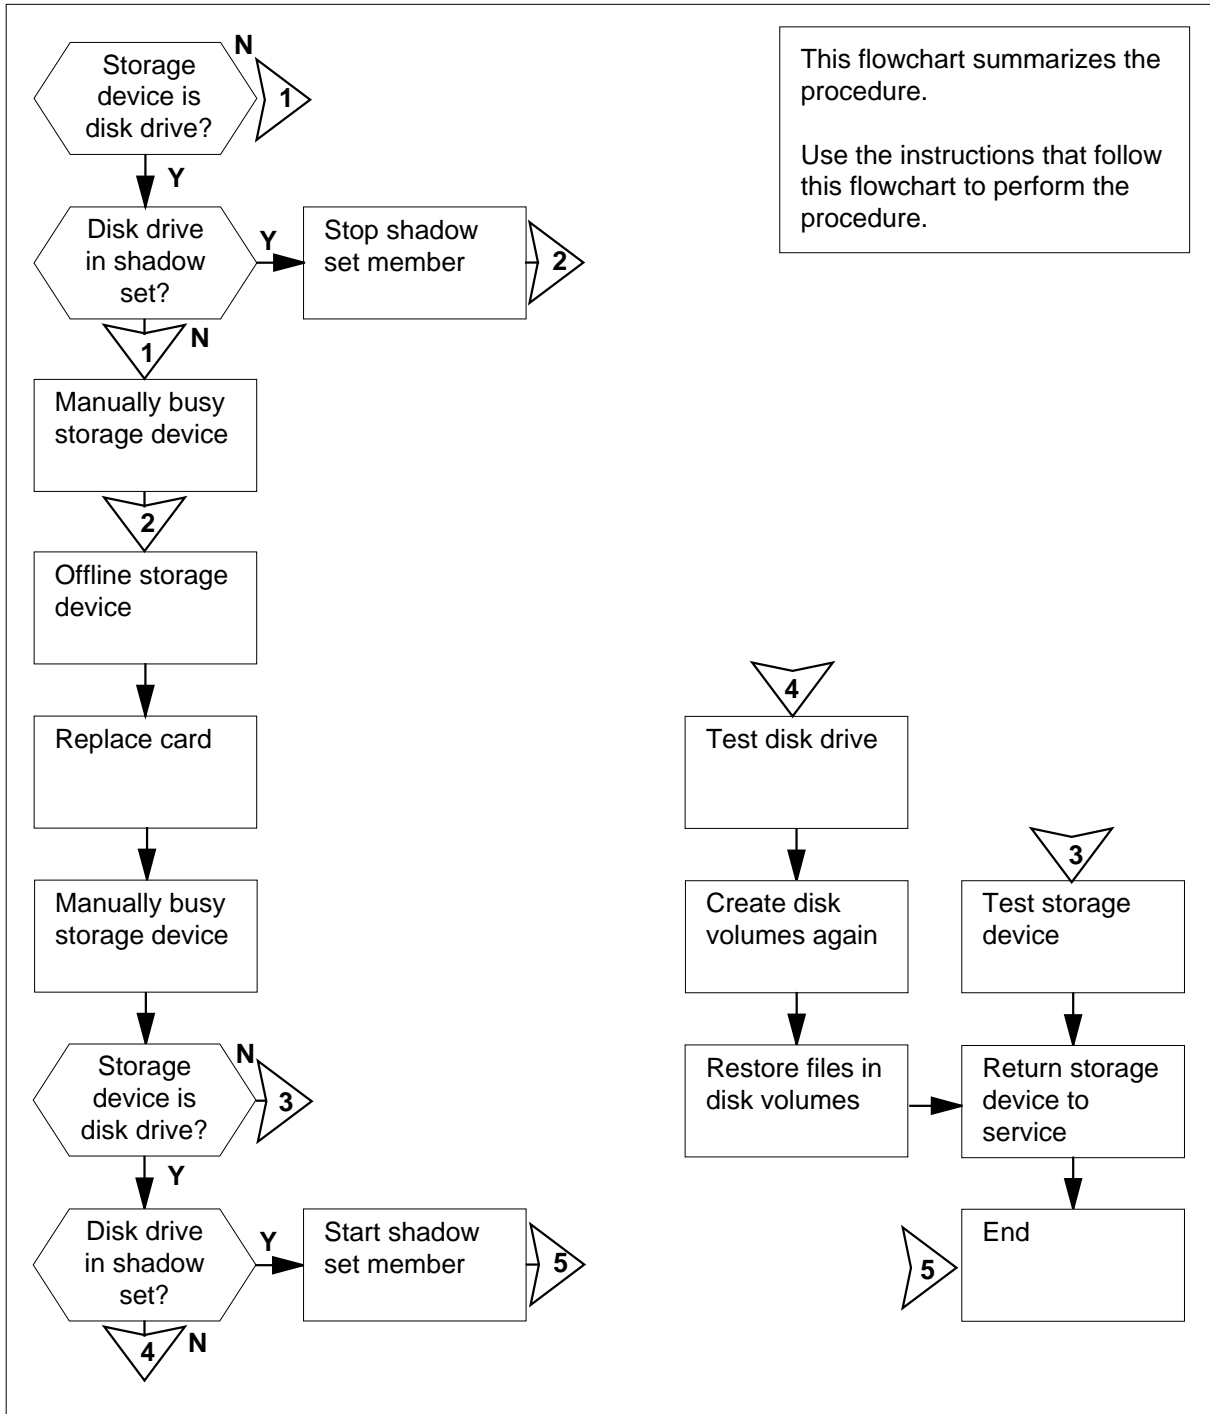 Storage
device is
disk drive?
N
1
Y
Disk drive
in shadow
set?
Y
Stop shadow
set member
2
1
N
Manually busy
storage device
2
Offline storage
device
Replace card
Manually busy
storage device
Storage
device is
disk drive?
N
3
Y
Disk drive
in shadow
set?
Y
Start shadow
set member
5
4
N
This flowchart summarizes the
procedure.
Use the instructions that follow
this flowchart to perform the
procedure.
4
Test disk drive
Create disk
volumes again
Restore files in
disk volumes
3
Test storage
device
Return storage
device to
service
5
End